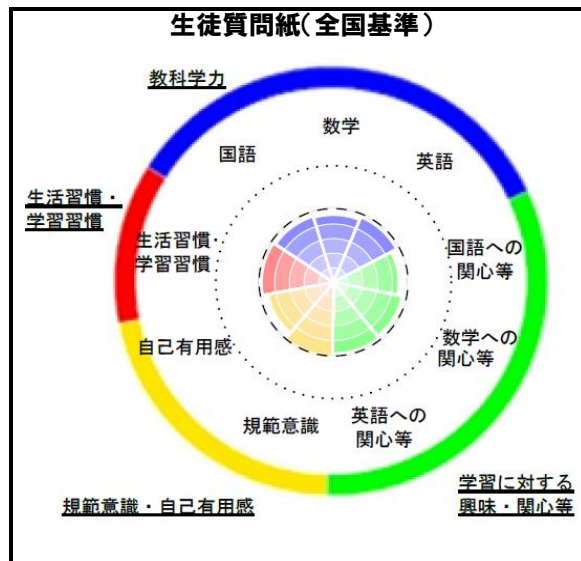 生徒質問紙(全国基準)
教科学力
数学
国語
英語
生活習慣・
学習習慣
生活習慣・
学習習慣
国語への
関心等
自己有用感
数学への
関心等
規範意識
英語への
関心等
規範意識・自己有用感
学習に対する
興味・関心等